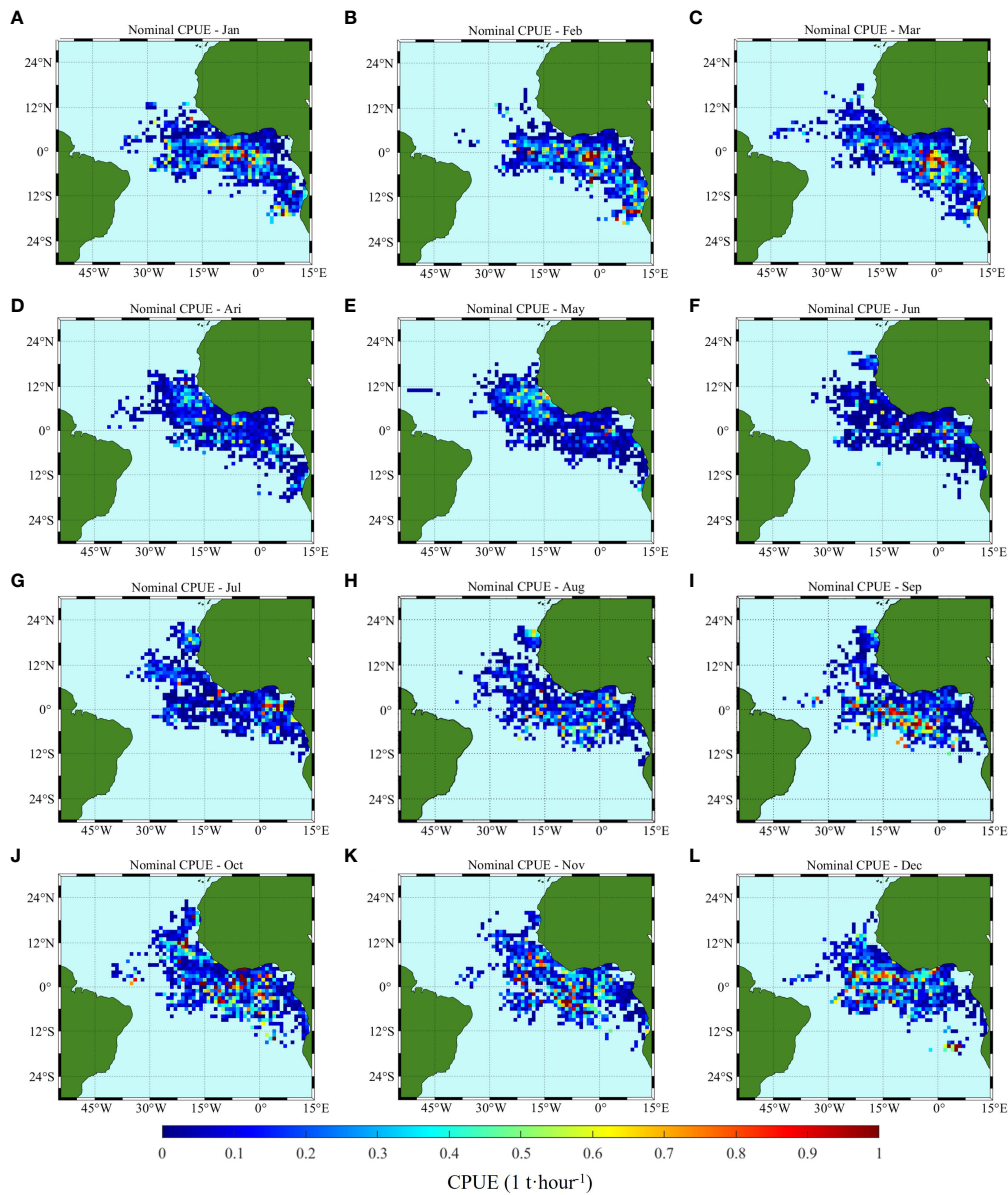 A
Nominal CPUE - Jan
24°N
12°N
0°
12°S
24°S
45°W 30°W 15°W 0° 15°E
B
Nominal CPUE - Feb
24°N
12°N
0°
12°S
24°S
45°W 30°W 15°W 0° 15°E
C
Nominal CPUE - Mar
24°N
12°N
0°
12°S
24°S
45°W 30°W 15°W 0° 15°E
D
Nominal CPUE - Ari
24°N
12°N
0°
12°S
24°S
45°W 30°W 15°W 0° 15°E
E
Nominal CPUE - May
24°N
12°N
0°
12°S
24°S
45°W 30°W 15°W 0° 15°E
F
Nominal CPUE - Jun
24°N
12°N
0°
12°S
24°S
45°W 30°W 15°W 0° 15°E
G
Nominal CPUE - Jul
24°N
12°N
0°
12°S
24°S
45°W 30°W 15°W 0° 15°E
H
Nominal CPUE - Aug
24°N
12°N
0°
12°S
24°S
45°W 30°W 15°W 0° 15°E
I
Nominal CPUE - Sep
24°N
12°N
0°
12°S
24°S
45°W 30°W 15°W 0° 15°E
J
Nominal CPUE - Oct
24°N
12°N
0°
12°S
24°S
45°W 30°W 15°W 0° 15°E
K
Nominal CPUE - Nov
24°N
12°N
0°
12°S
24°S
45°W 30°W 15°W 0° 15°E
L
Nominal CPUE - Dec
24°N
12°N
0°
12°S
24°S
45°W 30°W 15°W 0° 15°E
0 0.1 0.2 0.3 0.4 0.5 0.6 0.7 0.8 0.9 1
CPUE (1 t·hour⁻¹)